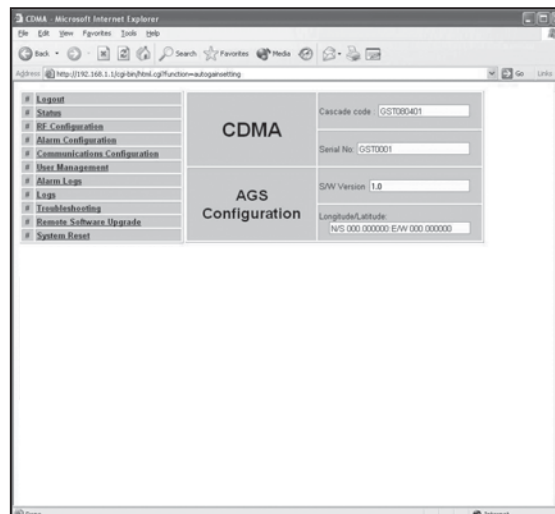 CDMA - Microsoft Internet Explorer
File Edit View Favorites Tools Help
Back Search Favorites Media
Address http://192.168.1.1/cgi-bin/html.cgi?function=autogainsetting Go Links
# Logout
# Status
# RF Configuration
# Alarm Configuration
# Communications Configuration
# User Management
# Alarm Logs
# Logs
# Troubleshooting
# Remote Software Upgrade
# System Reset
CDMA
Cascade code : GST080401
Serial No: GST0001
AGS
Configuration
S/W Version 1.0
Longitude/Latitude:
N/S 000.000000:E/W 000.000000
Done Internet